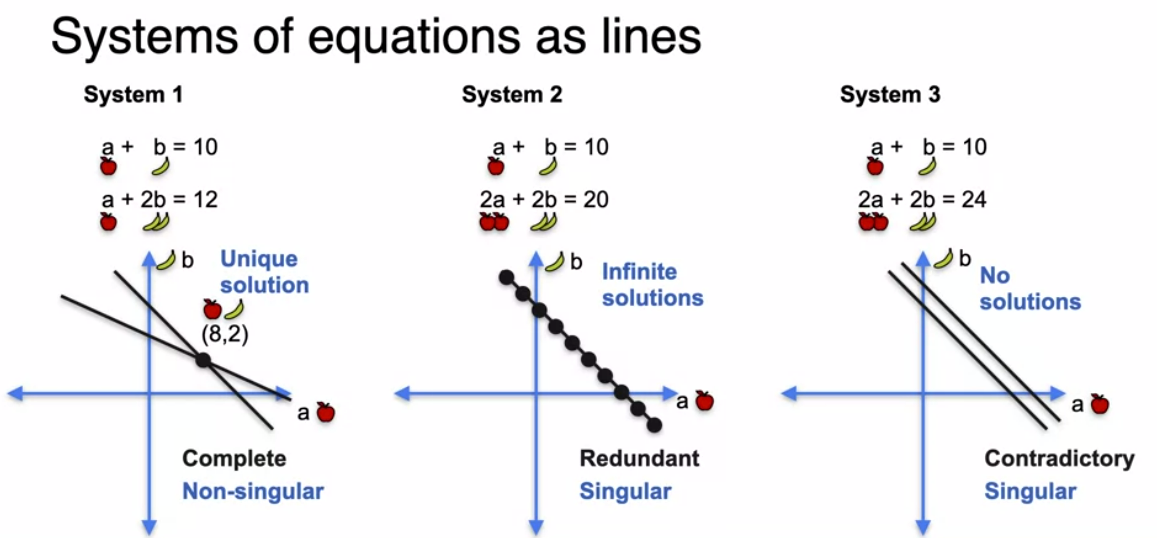 Systems of equations as lines
System 1
a + b = 10
a + 2b = 12
b
Unique
solution
(8,2)
a
Complete
Non-singular
System 2
a + b = 10
2a + 2b = 20
b
Infinite
solutions
a
Redundant
Singular
System 3
a + b = 10
2a + 2b = 24
b
No
solutions
a
Contradictory
Singular